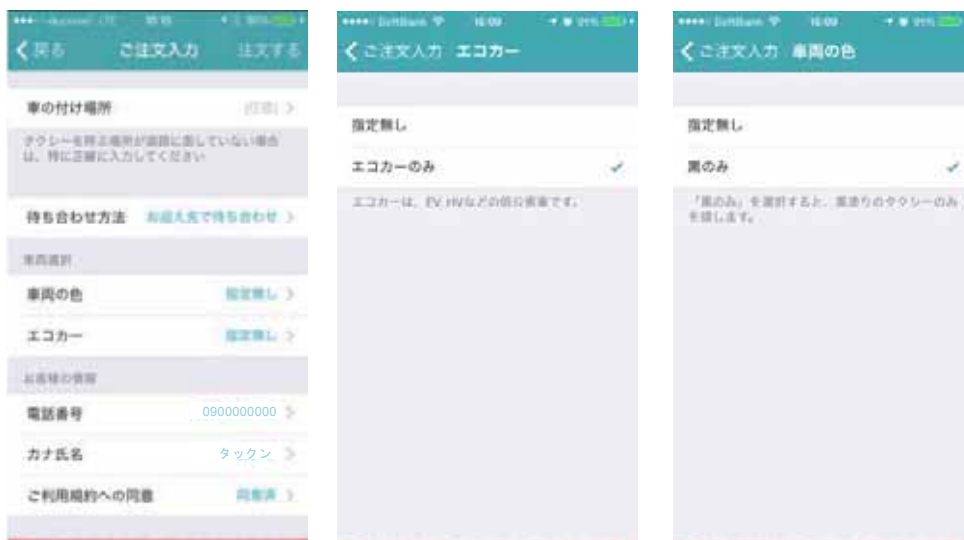 戻る ご注文入力 注文する
車の付け場所 (任意)
タクシーを呼ぶ場所が道路に面していない場合
は、特に正確に入力してください
待ち合わせ方法 お迎え先で待ち合わせ
車両選択
車両の色 指定無し
エコカー 指定無し
お客様の情報
電話番号 0900000000
カナ氏名 タックン
ご利用規約への同意 同意済
SoftBank 16:09 91%
ご注文入力 エコカー
指定無し
エコカーのみ
エコカーは、EV、HVなどの低公害車です。
SoftBank 16:09 91%
ご注文入力 車両の色
指定無し
黒のみ
「黒のみ」を選択すると、黒塗りのタクシーのみ
を探します。